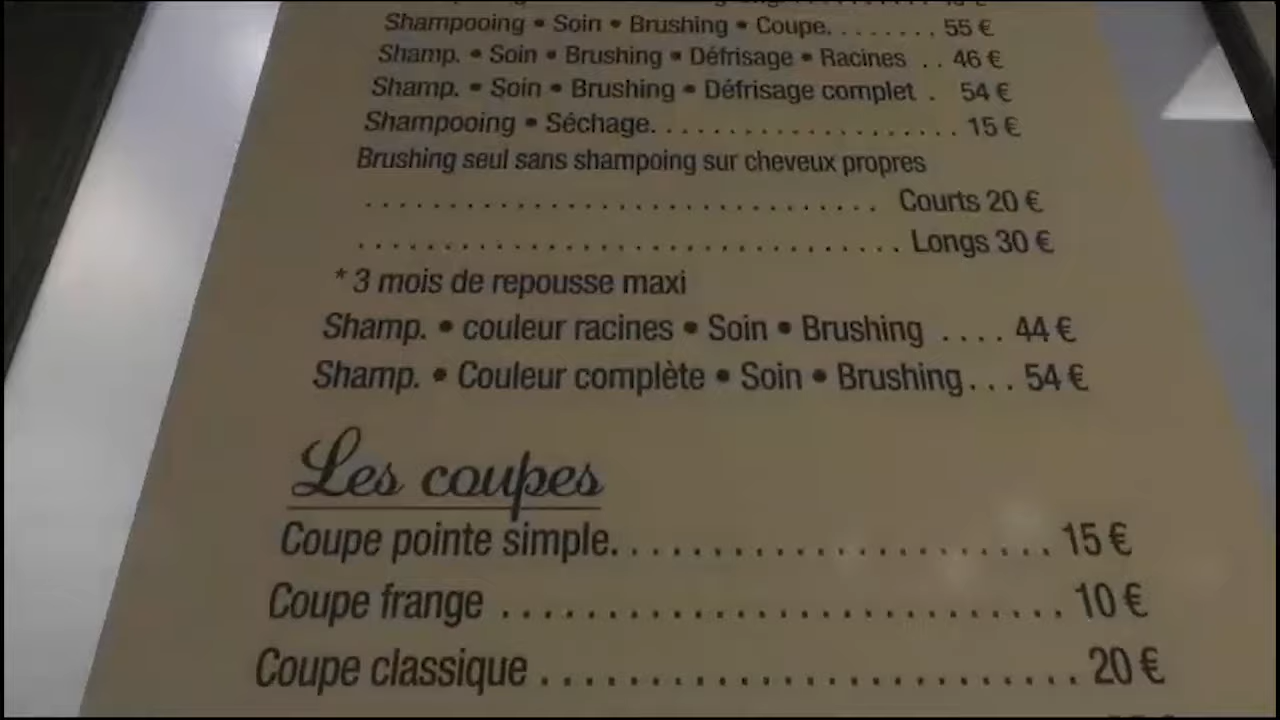 Shampooing • Soin • Brushing • Coupe. . . . . . . . 55 €
Shamp. • Soin • Brushing • Défrisage • Racines . . 46 €
Shamp. • Soin • Brushing • Défrisage complet . 54 €
Shampooing • Séchage. . . . . . . . . . . . . . . . . . . 15 €
Brushing seul sans shampoing sur cheveux propres
. . . . . . . . . . . . . . . . . . . . . . . . . . . . . . . Courts 20 €
. . . . . . . . . . . . . . . . . . . . . . . . . . . . . . . . Longs 30 €
* 3 mois de repousse maxi
Shamp. • couleur racines • Soin • Brushing . . . . 44 €
Shamp. • Couleur complète • Soin • Brushing. . . 54 €
Les coupes
Coupe pointe simple. . . . . . . . . . . . . . . . . . . . . 15 €
Coupe frange . . . . . . . . . . . . . . . . . . . . . . . . . . 10 €
Coupe classique . . . . . . . . . . . . . . . . . . . . . . . . 20 €